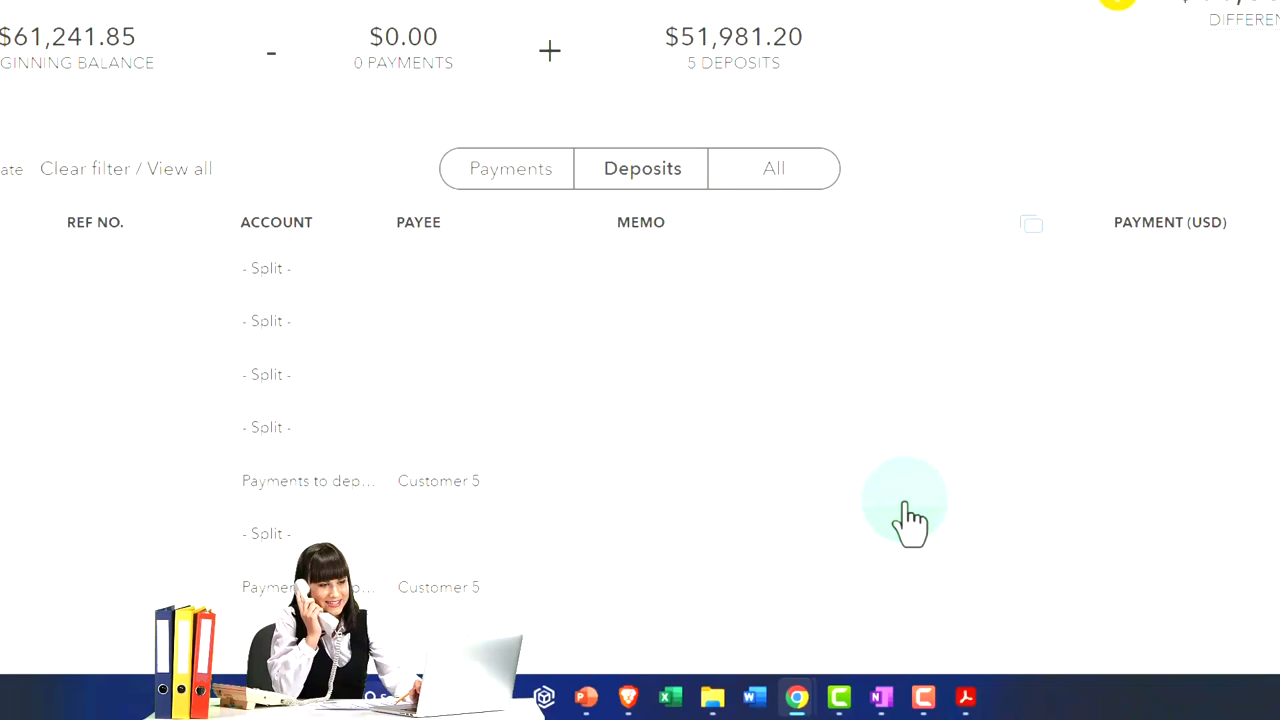 $61,241.85 - $0.00 + $51,981.20
GINNING BALANCE 0 PAYMENTS 5 DEPOSITS DIFFEREN
ate Clear filter / View all Payments Deposits All
REF NO. ACCOUNT PAYEE MEMO PAYMENT (USD)
- Split -
- Split -
- Split -
- Split -
Payments to dep... Customer 5
- Split -
Customer 5